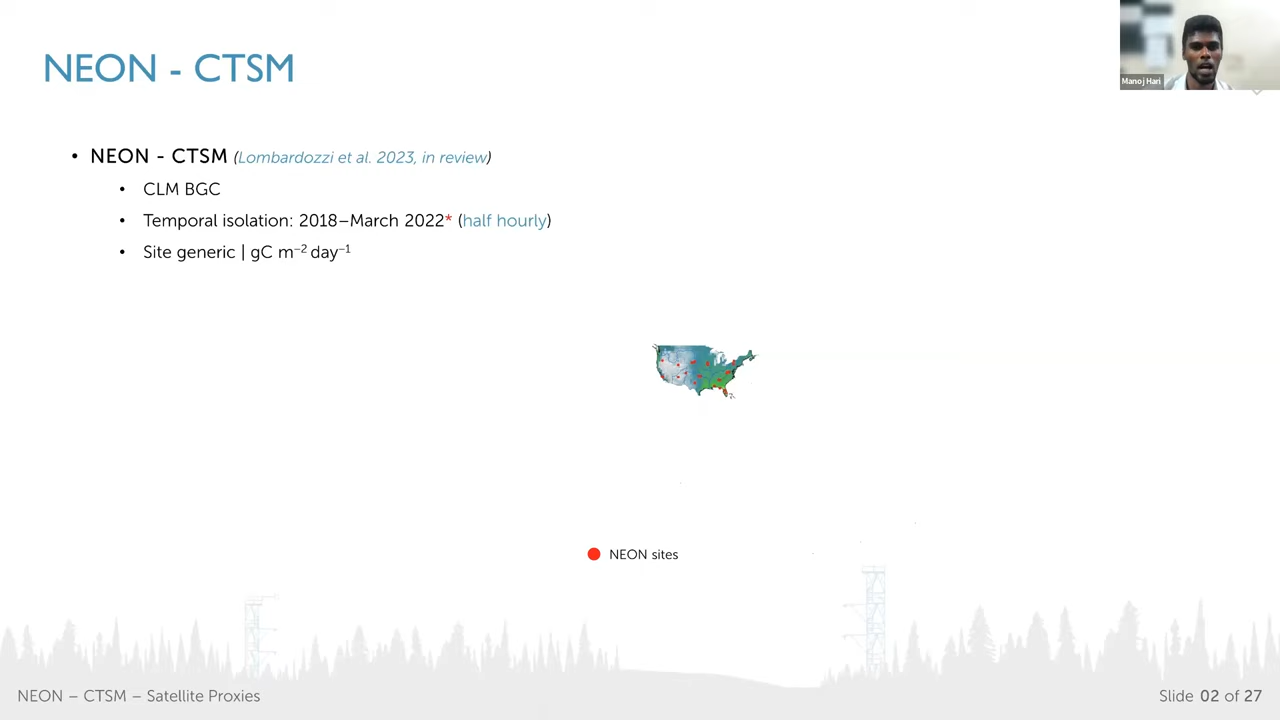 NEON - CTSM
Manoj Hari
• NEON - CTSM (Lombardozzi et al. 2023, in review)
• CLM BGC
• Temporal isolation: 2018–March 2022* (half hourly)
• Site generic | gC m⁻² day⁻¹
NEON sites
NEON – CTSM – Satellite Proxies
Slide 02 of 27